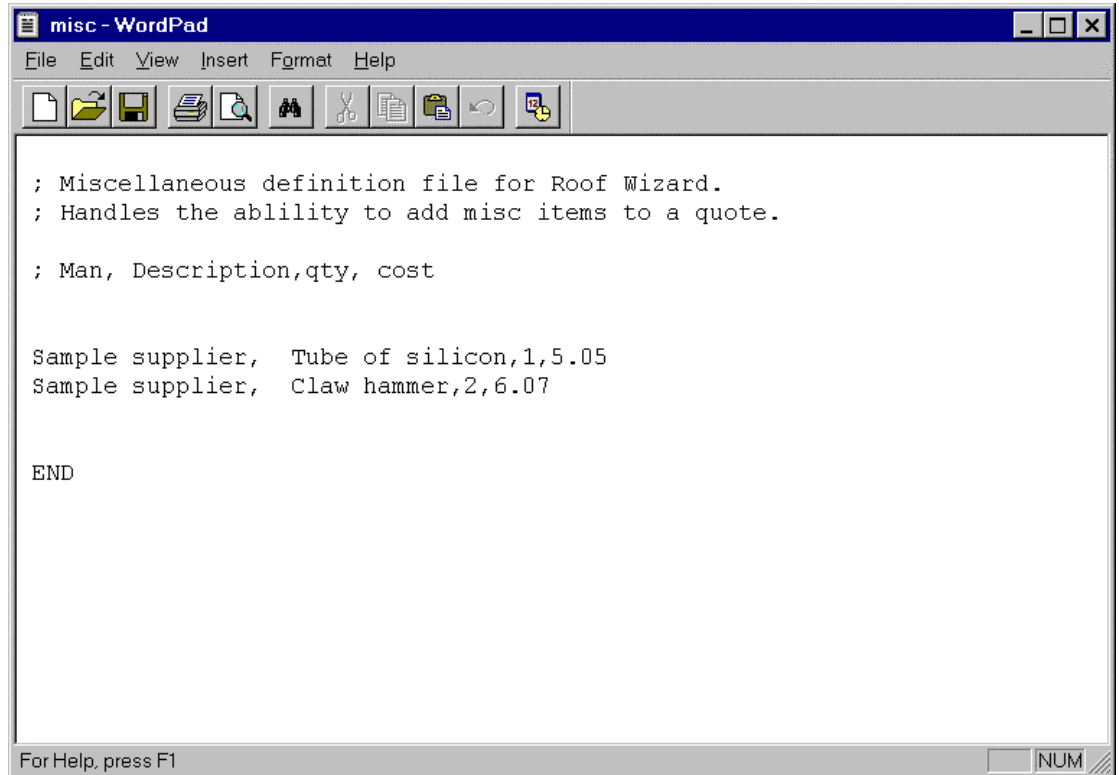 misc - WordPad
File Edit View Insert Format Help
12
; Miscellaneous definition file for Roof Wizard.
; Handles the ablility to add misc items to a quote.
; Man, Description,qty, cost
Sample supplier,  Tube of silicon,1,5.05
Sample supplier,  Claw hammer,2,6.07
END
For Help, press F1 NUM